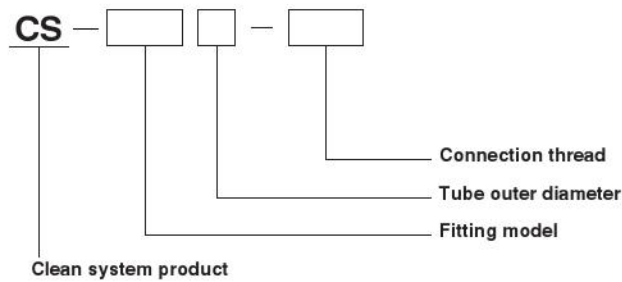 CS — —
Connection thread
Tube outer diameter
Fitting model
Clean system product